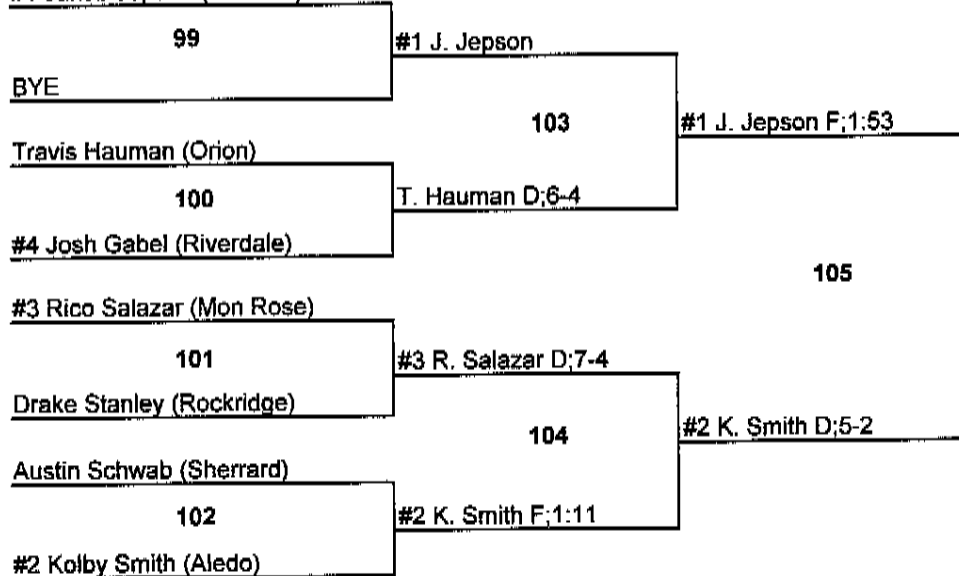 99
#1 J. Jepson
BYE
103
#1 J. Jepson F;1:53
Travis Hauman (Orion)
100
T. Hauman D;6-4
#4 Josh Gabel (Riverdale)
105
#3 Rico Salazar (Mon Rose)
101
#3 R. Salazar D;7-4
Drake Stanley (Rockridge)
104
#2 K. Smith D;5-2
Austin Schwab (Sherrard)
102
#2 K. Smith F;1:11
#2 Kolby Smith (Aledo)